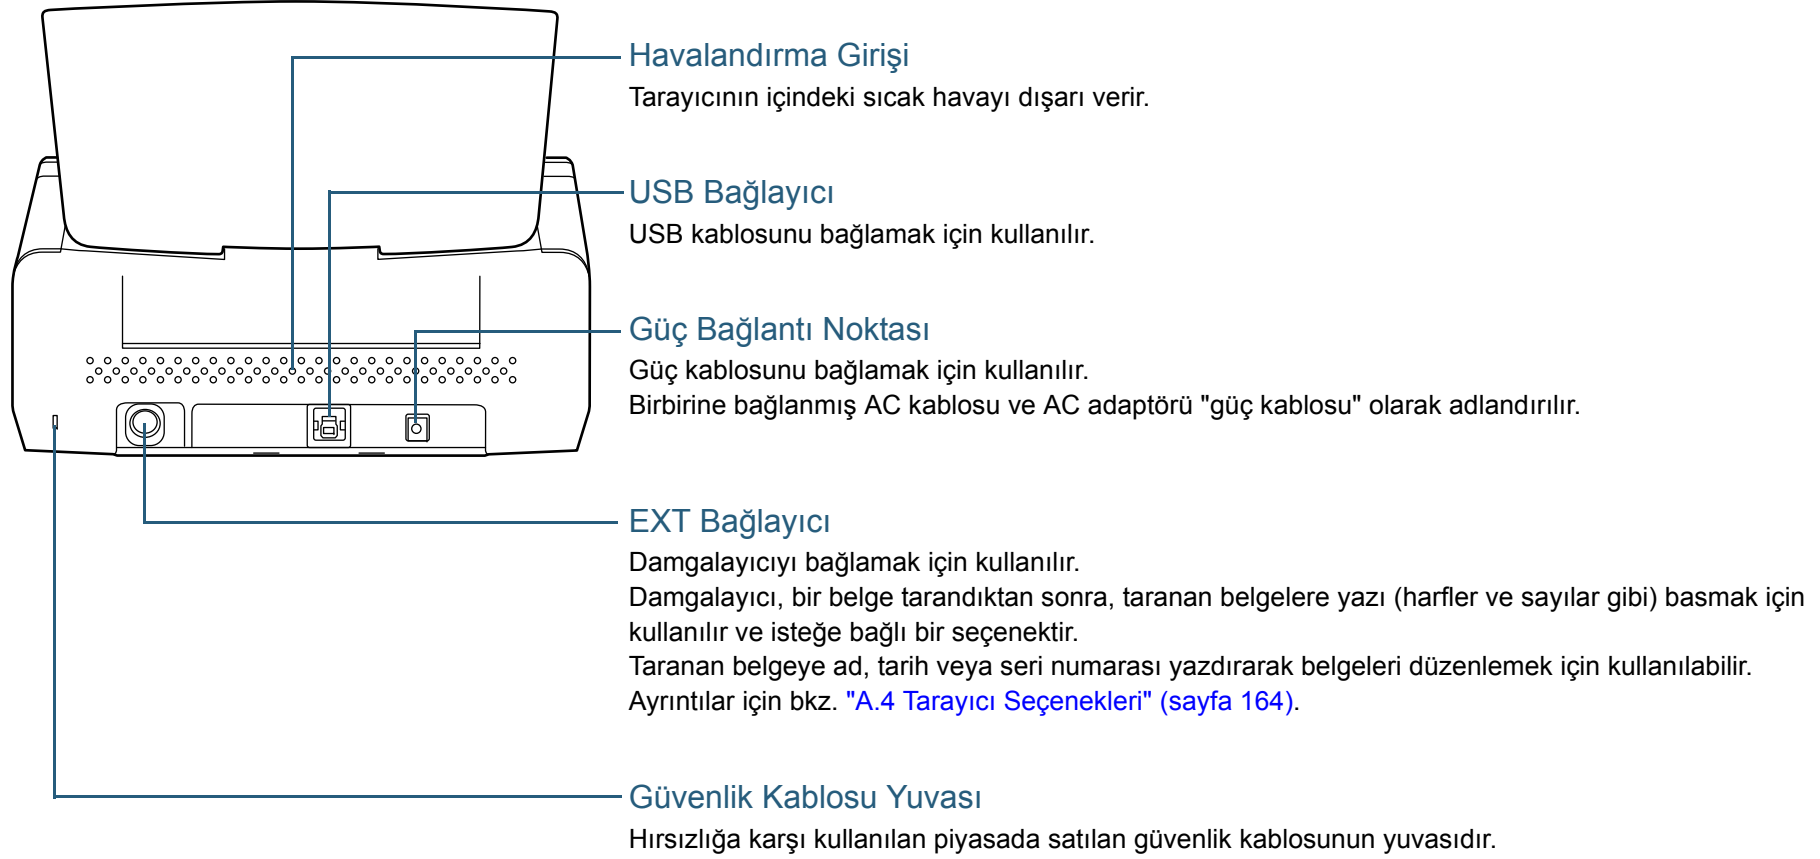 Havalandırma Girişi
Tarayıcının içindeki sıcak havayı dışarı verir.
USB Bağlayıcı
USB kablosunu bağlamak için kullanılır.
Güç Bağlantı Noktası
Güç kablosunu bağlamak için kullanılır.
Birbirine bağlanmış AC kablosu ve AC adaptörü "güç kablosu" olarak adlandırılır.
EXT Bağlayıcı
Damgalayıcıyı bağlamak için kullanılır.
Damgalayıcı, bir belge tarandıktan sonra, taranan belgelere yazı (harfler ve sayılar gibi) basmak için
kullanılır ve isteğe bağlı bir seçenektir.
Taranan belgeye ad, tarih veya seri numarası yazdırarak belgeleri düzenlemek için kullanılabilir.
Ayrıntılar için bkz. "A.4 Tarayıcı Seçenekleri" (sayfa 164).
Güvenlik Kablosu Yuvası
Hırsızlığa karşı kullanılan piyasada satılan güvenlik kablosunun yuvasıdır.